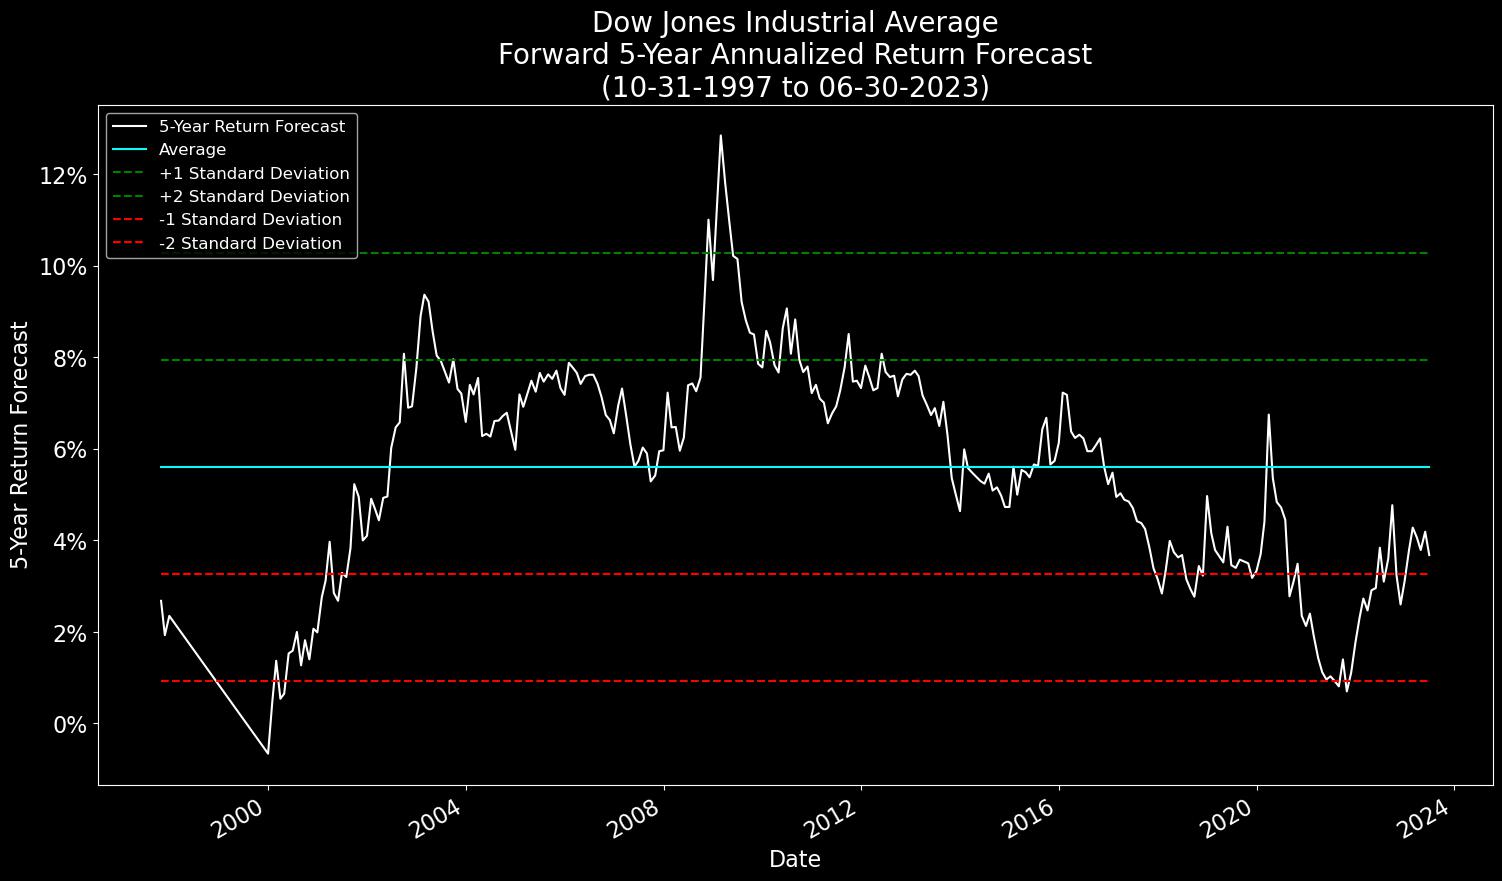 Dow Jones Industrial Average
Forward 5-Year Annualized Return Forecast
(10-31-1997 to 06-30-2023)
5-Year Return Forecast
Average
+1 Standard Deviation
+2 Standard Deviation
-1 Standard Deviation
-2 Standard Deviation
12%
10%
8%
6%
4%
2%
0%
5-Year Return Forecast
2000
2004
2008
2012
2016
2020
2024
Date